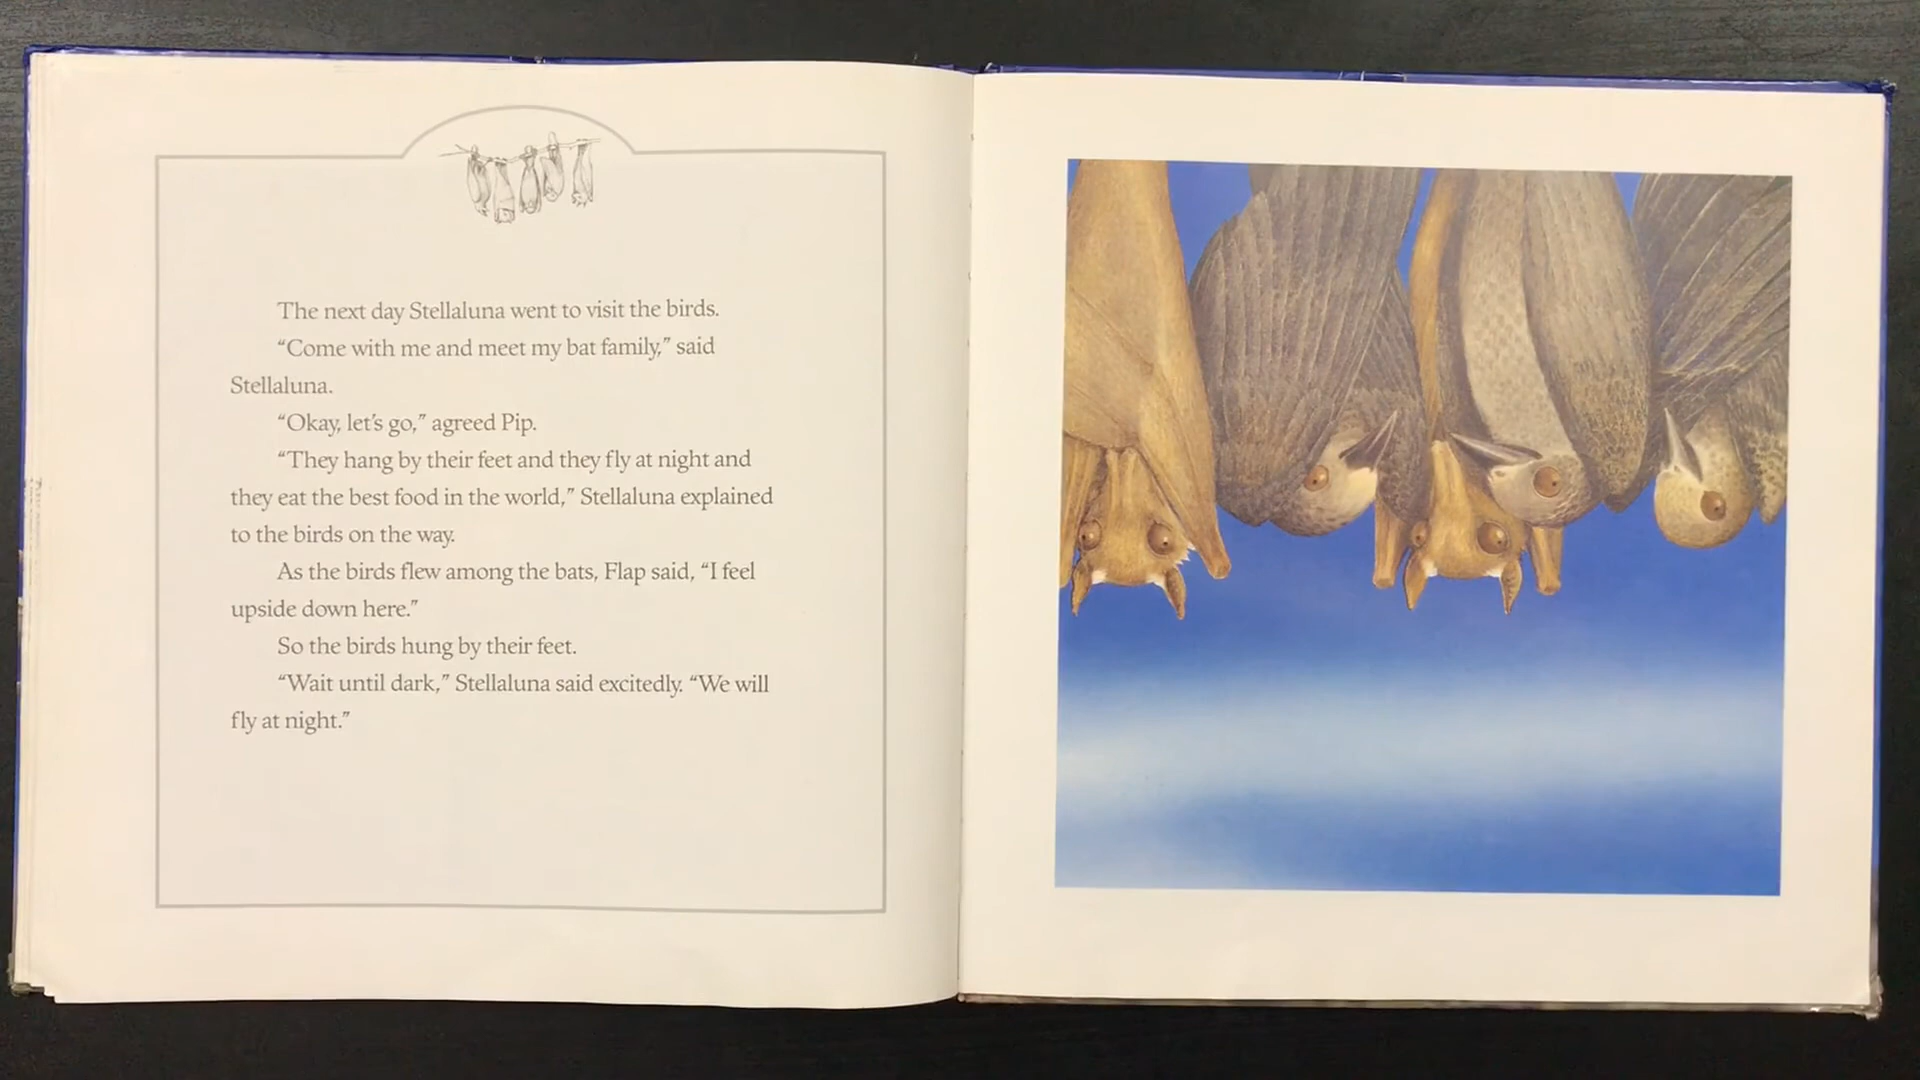 The next day Stellaluna went to visit the birds.
“Come with me and meet my bat family,” said
Stellaluna.
“Okay, let’s go,” agreed Pip.
“They hang by their feet and they fly at night and
they eat the best food in the world,” Stellaluna explained
to the birds on the way.
As the birds flew among the bats, Flap said, “I feel
upside down here.”
So the birds hung by their feet.
“Wait until dark,” Stellaluna said excitedly. “We will
fly at night.”